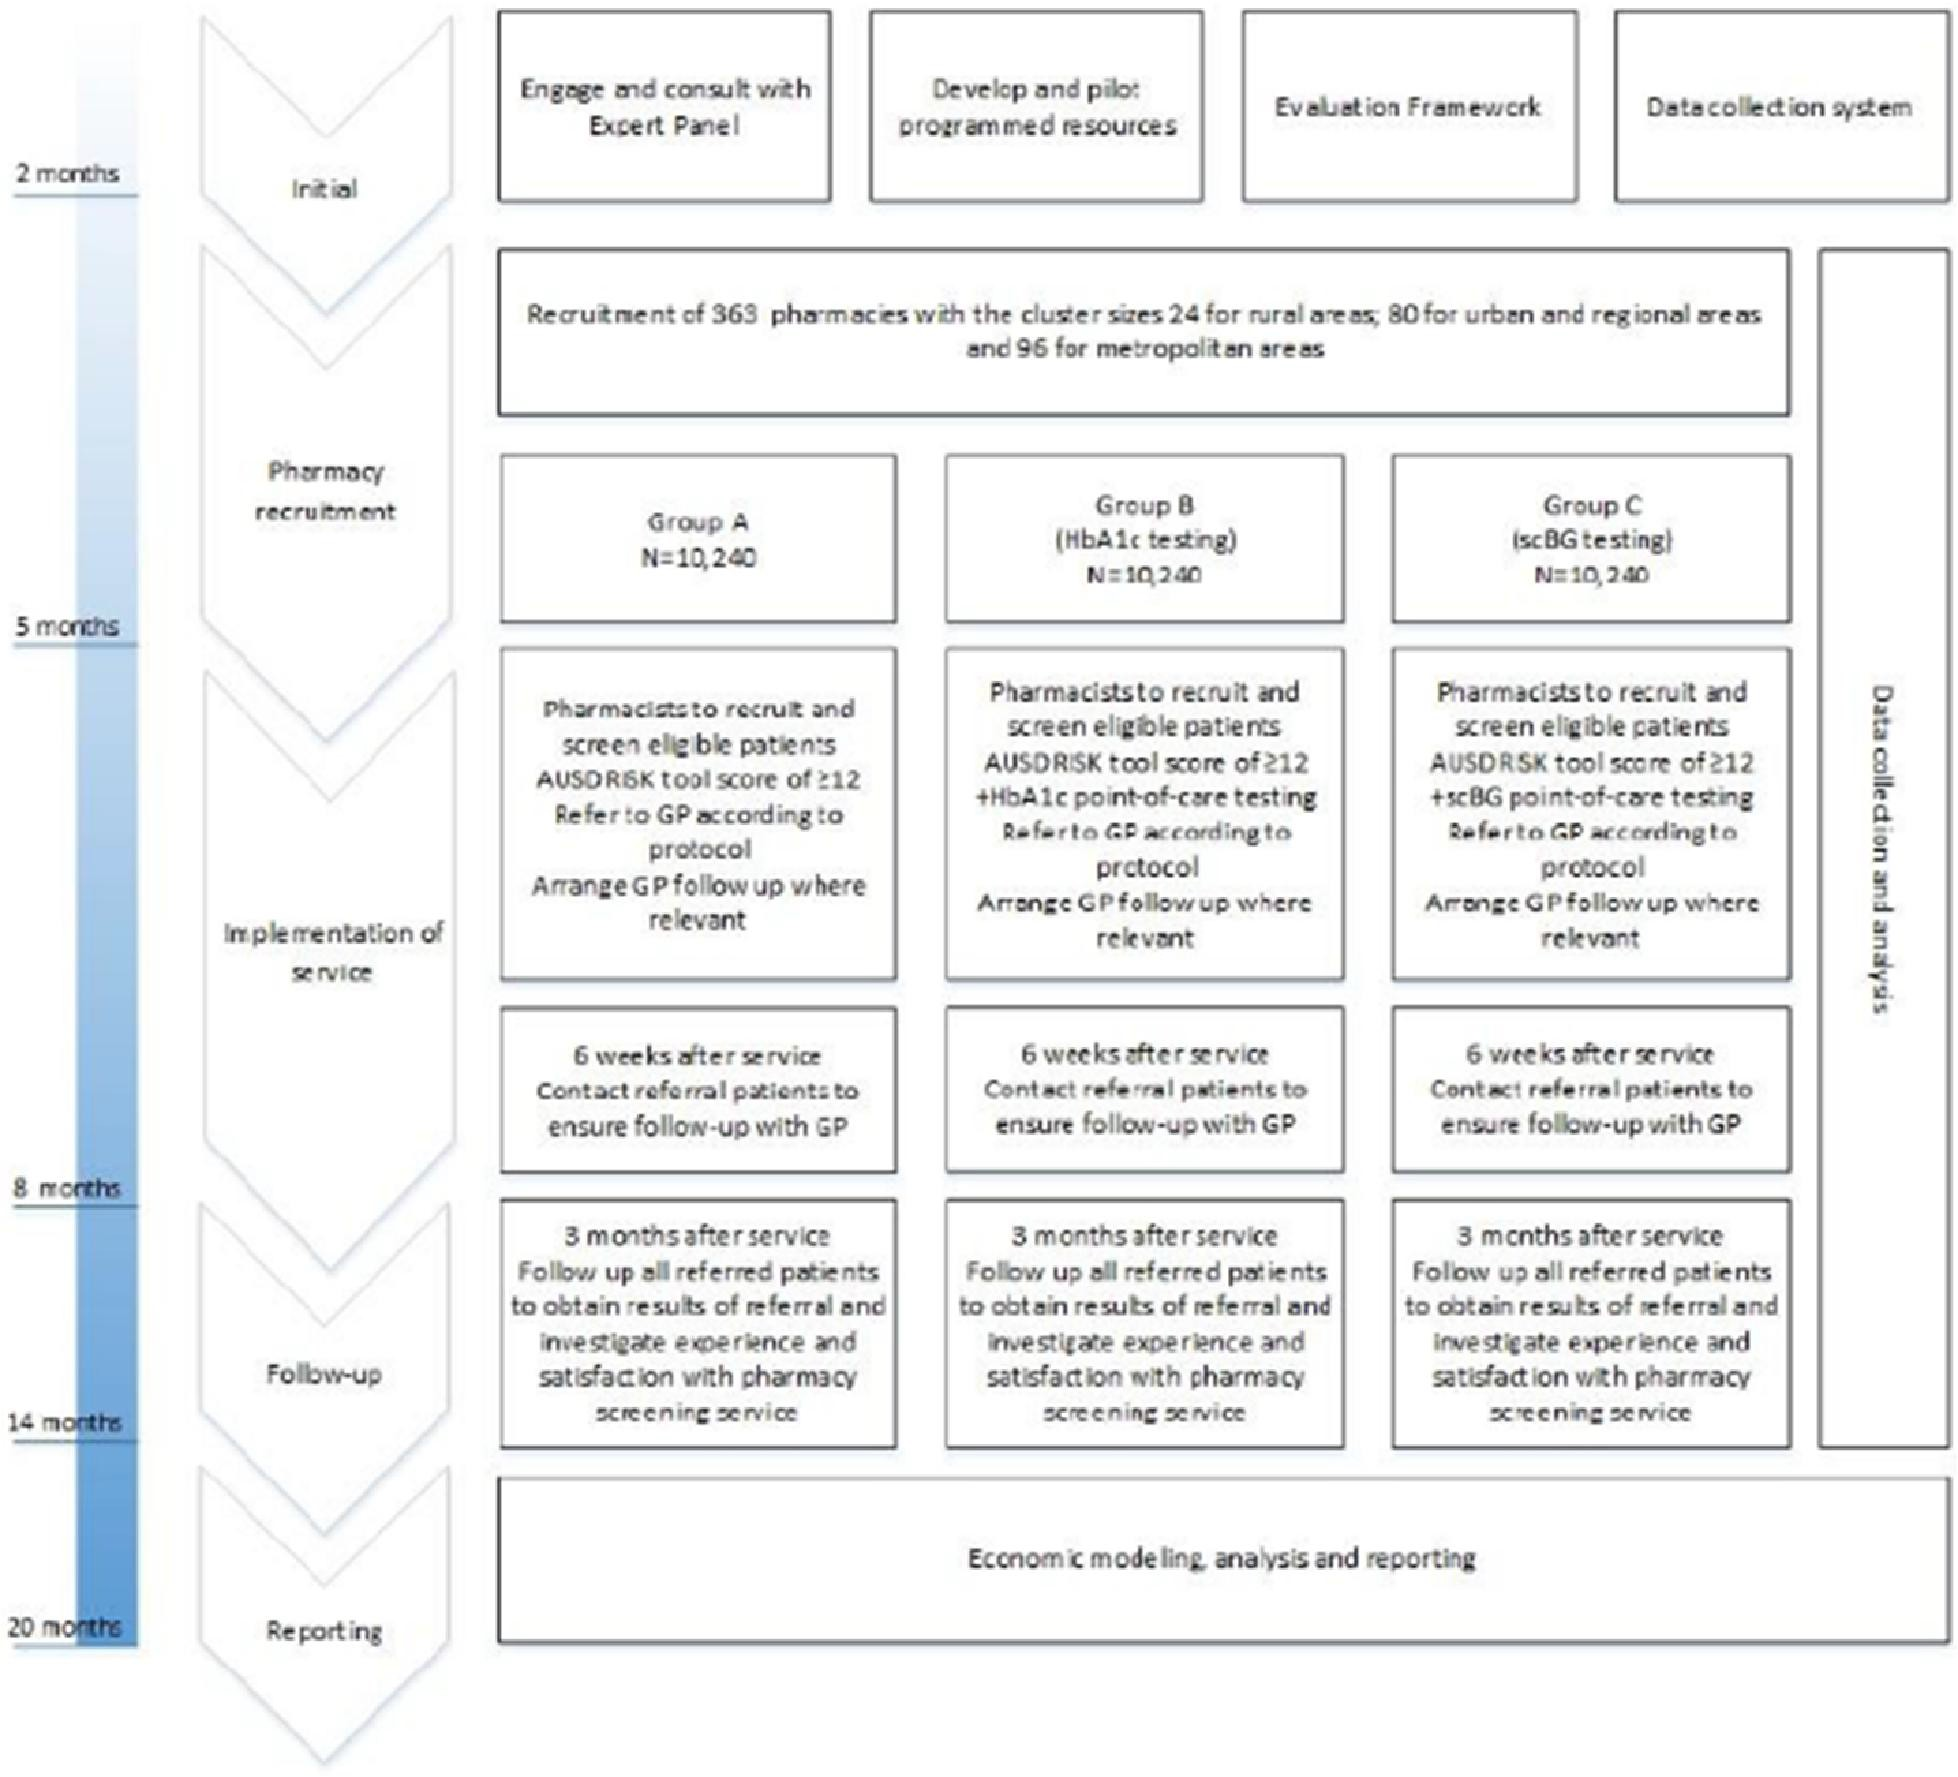 Engage and consult with
Expert Panel
Develop and pilot
programmed resources
Evaluation Framework
Data collection system
2 months
Initial
Recruitment of 363 pharmacies with the cluster sizes 24 for rural areas; 80 for urban and regional areas
and 96 for metropolitan areas
Pharmacy
recruitment
Group A
N=10,240
Group B
(HbA1c testing)
N=10,240
Group C
(scBG testing)
N=10,240
5 months
Pharmacists to recruit and
screen eligible patients
AUSDRISK tool score of ≥12
Refer to GP according to
protocol
Arrange GP follow up where
relevant
Pharmacists to recruit and
screen eligible patients
AUSDRISK tool score of ≥12
+HbA1c point-of-care testing
Refer to GP according to
protocol
Arrange GP follow up where
relevant
Pharmacists to recruit and
screen eligible patients
AUSDRISK tool score of ≥12
+scBG point-of-care testing
Refer to GP according to
protocol
Arrange GP follow up where
relevant
Data collection and analysis
Implementation of
service
6 weeks after service
Contact referral patients to
ensure follow-up with GP
6 weeks after service
Contact referral patients to
ensure follow-up with GP
6 weeks after service
Contact referral patients to
ensure follow-up with GP
8 months
3 months after service
Follow up all referred patients
to obtain results of referral and
investigate experience and
satisfaction with pharmacy
screening service
3 months after service
Follow up all referred patients
to obtain results of referral and
investigate experience and
satisfaction with pharmacy
screening service
3 months after service
Follow up all referred patients
to obtain results of referral and
investigate experience and
satisfaction with pharmacy
screening service
Follow-up
14 months
Economic modeling, analysis and reporting
20 months
Reporting